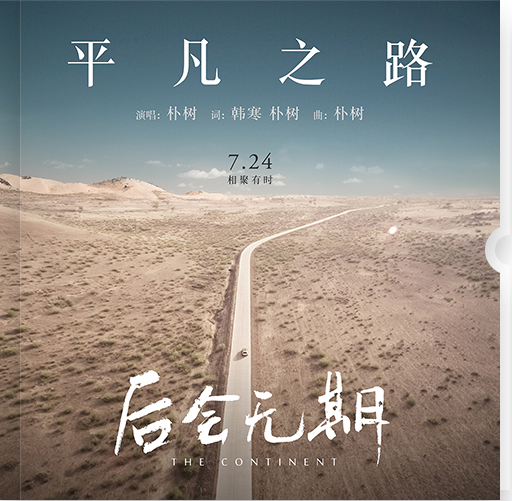 平凡之路
演唱: 朴树 词: 韩寒 朴树 曲: 朴树
7.24
相聚有时
后会无期
THE CONTINENT